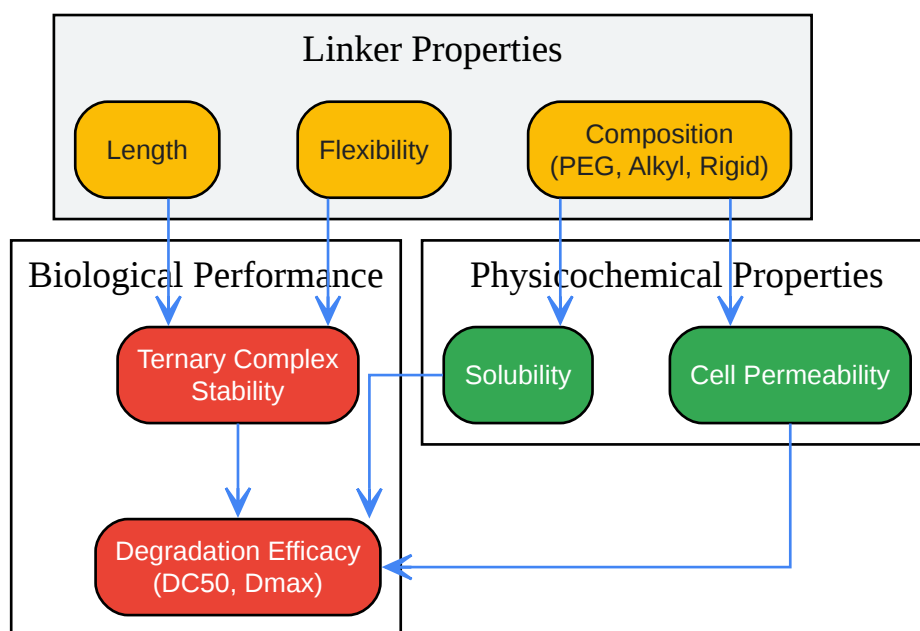 Linker Properties
Length
Flexibility
Composition
(PEG, Alkyl, Rigid)
Biological Performance
Physicochemical Properties
Ternary Complex
Stability
Solubility
Cell Permeability
Degradation Efficacy
(DC50, Dmax)